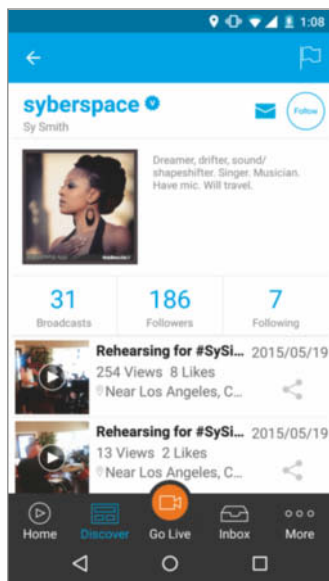 1:08
syberspace
Follow
Sy Smith
Dreamer, drifter, sound/
shapeshifter. Singer. Musician.
Have mic. Will travel.
31
186
7
Broadcasts
Followers
Following
Rehearsing for #SySi... 2015/05/19
254 Views 8 Likes
Near Los Angeles, C...
Rehearsing for #SySi... 2015/05/19
13 Views 2 Likes
Near Los Angeles, C...
Home
Discover
Go Live
Inbox
More